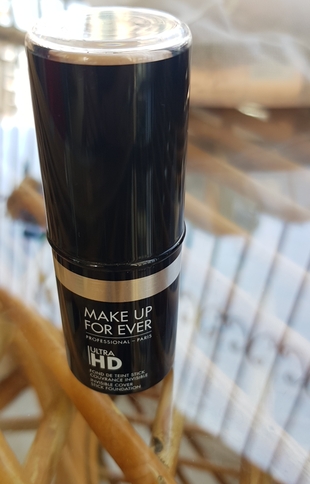 MAKE UP
FOR EVER
PROFESSIONAL - PARIS
ULTRA
HD
FOND DE TEINT STICK
COUVRANCE INVISIBLE
INVISIBLE COVER
STICK FOUNDATION